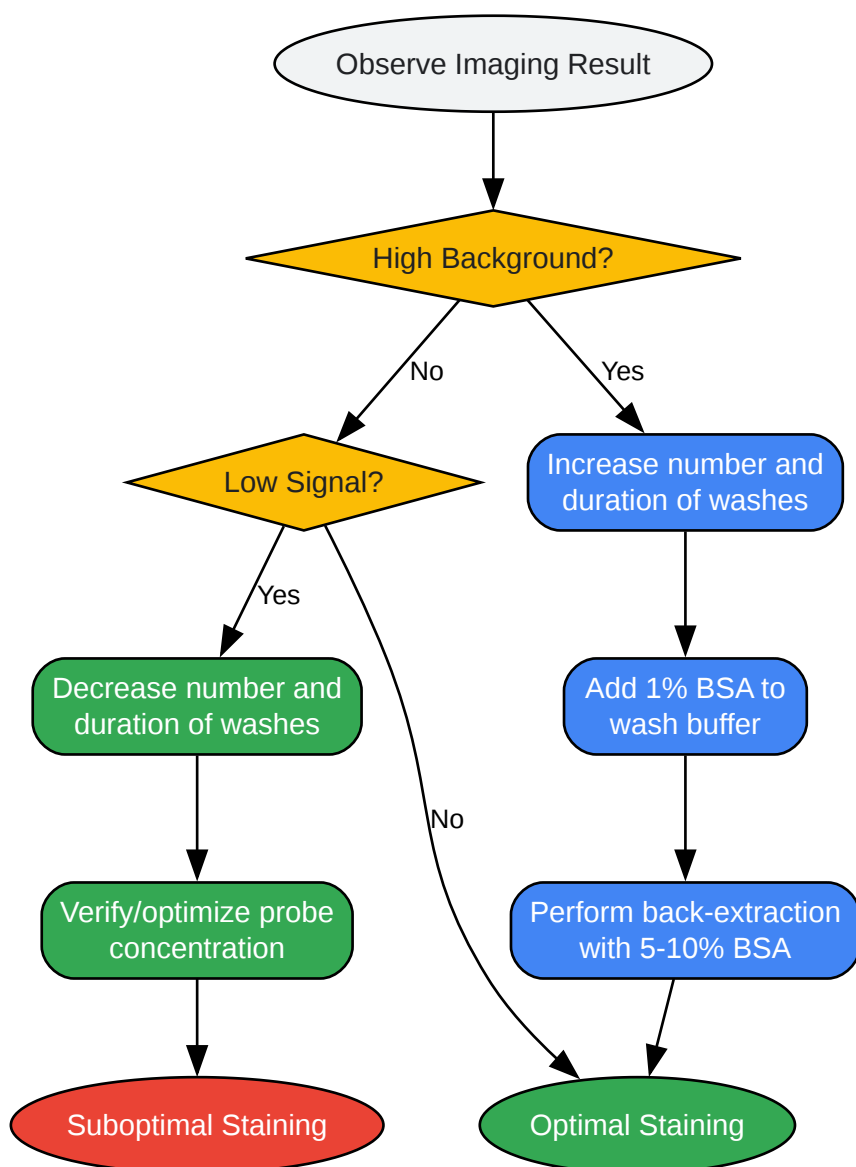 Observe Imaging Result
High Background?
No
Yes
Low Signal?
Increase number and
duration of washes
Yes
Decrease number and
duration of washes
Add 1% BSA to
wash buffer
No
Verify/optimize probe
concentration
Perform back-extraction
with 5-10% BSA
Suboptimal Staining
Optimal Staining